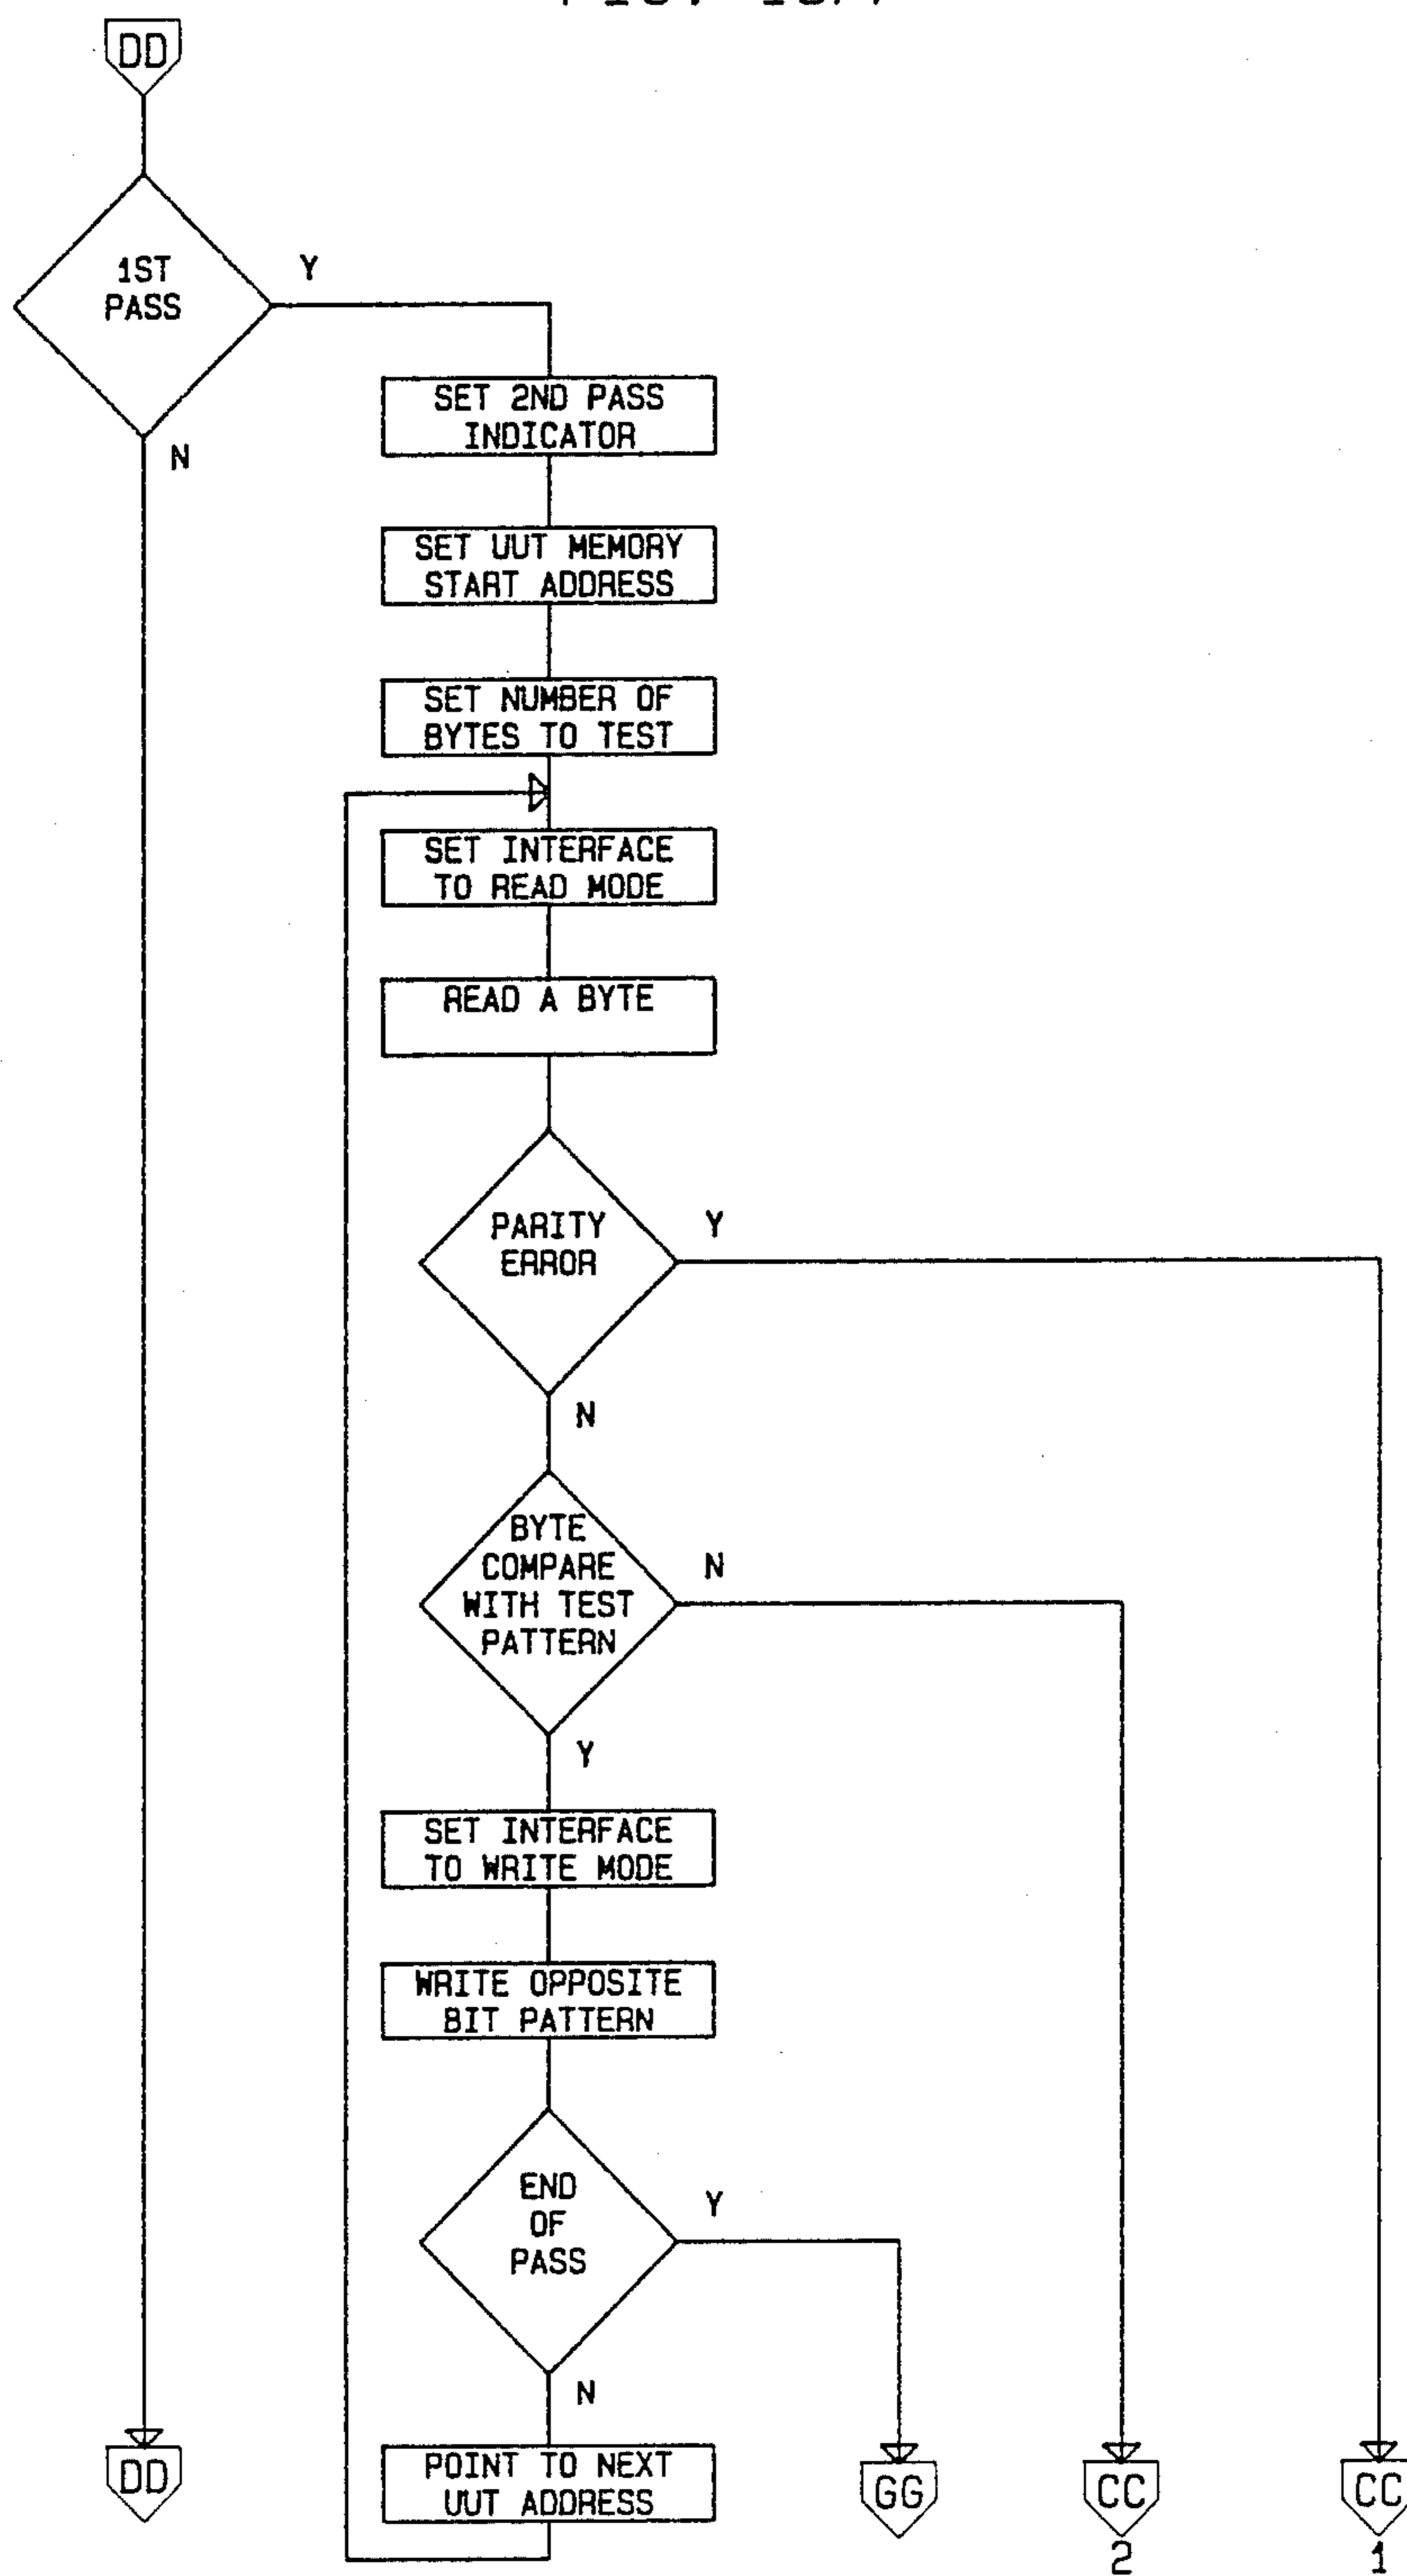 DD
1ST
PASS
Y
N
SET 2ND PASS
INDICATOR
SET UUT MEMORY
START ADDRESS
SET NUMBER OF
BYTES TO TEST
SET INTERFACE
TO READ MODE
READ A BYTE
PARITY
ERROR
Y
N
BYTE
COMPARE
WITH TEST
PATTERN
N
Y
SET INTERFACE
TO WRITE MODE
WRITE OPPOSITE
BIT PATTERN
END
OF
PASS
Y
N
POINT TO NEXT
UUT ADDRESS
DD
GG
CC
2
CC
1